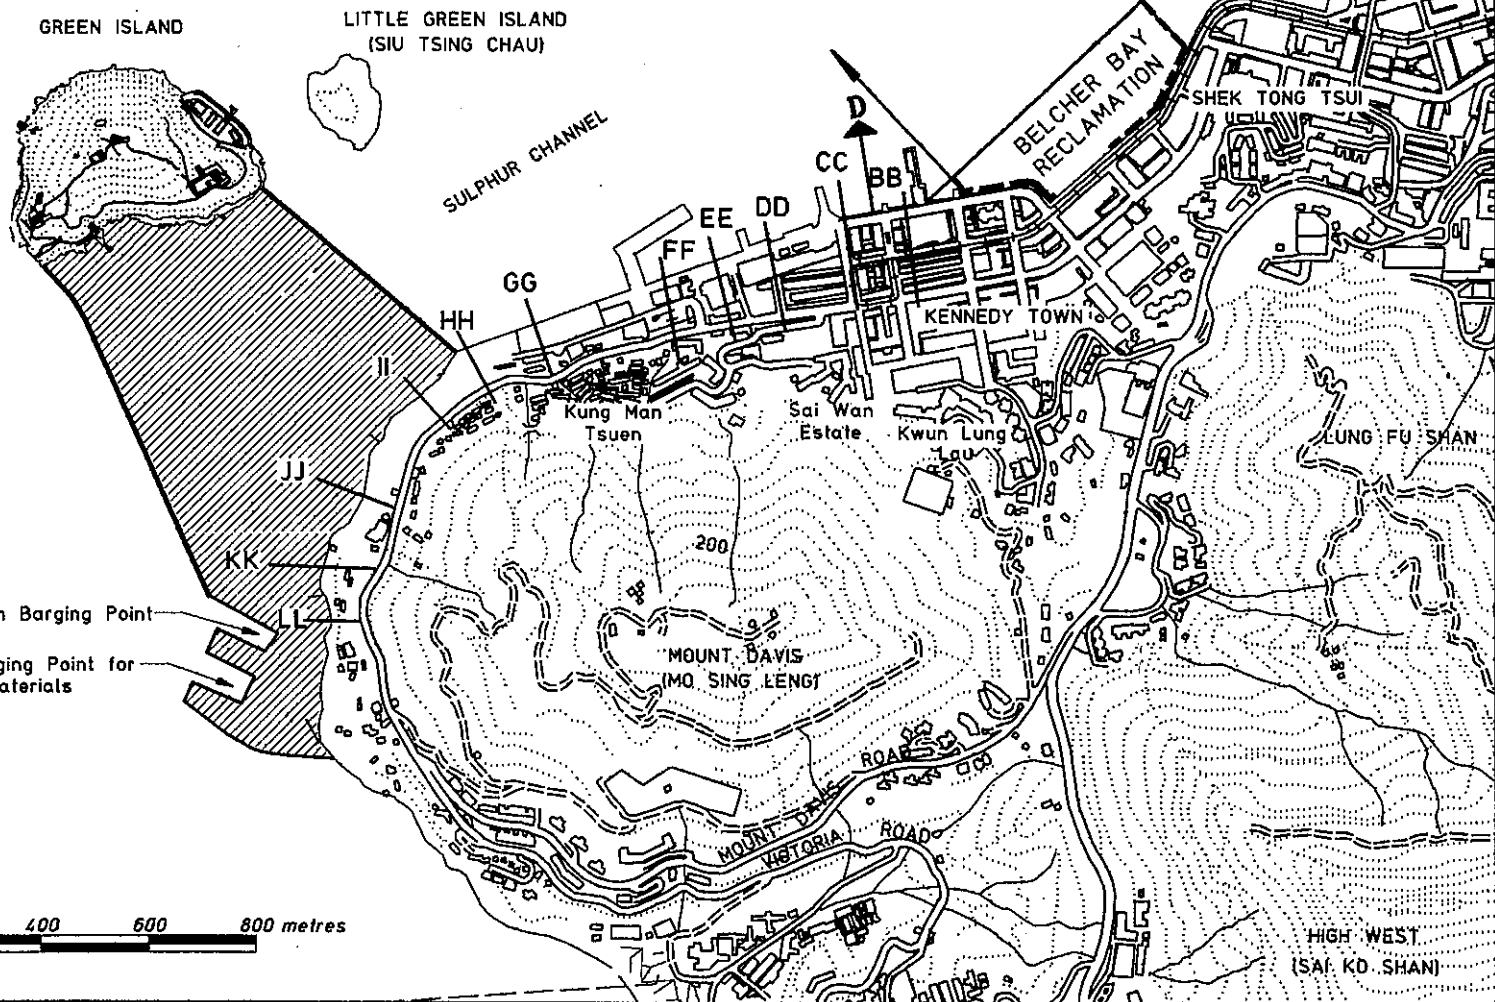 GREEN ISLAND
LITTLE GREEN ISLAND
(SIU TSING CHAU)
SULPHUR CHANNEL
BELCHER BAY
RECLAMATION
SHEK TONG TSUI
D
CC
BB
DD
EE
FF
GG
HH
II
JJ
KK
LL
KENNEDY TOWN
Kung Man
Tsuen
Sai Wan
Estate
Kwun Lung
Lau
LUNG FU SHAN
200
Barging Point
Point for
MOUNT DAVIS
(MO SING LENG)
MOUNT DAVIS ROAD
VICTORIA ROAD
400 600 800 metres
HIGH WEST
(SAI KO SHAN)